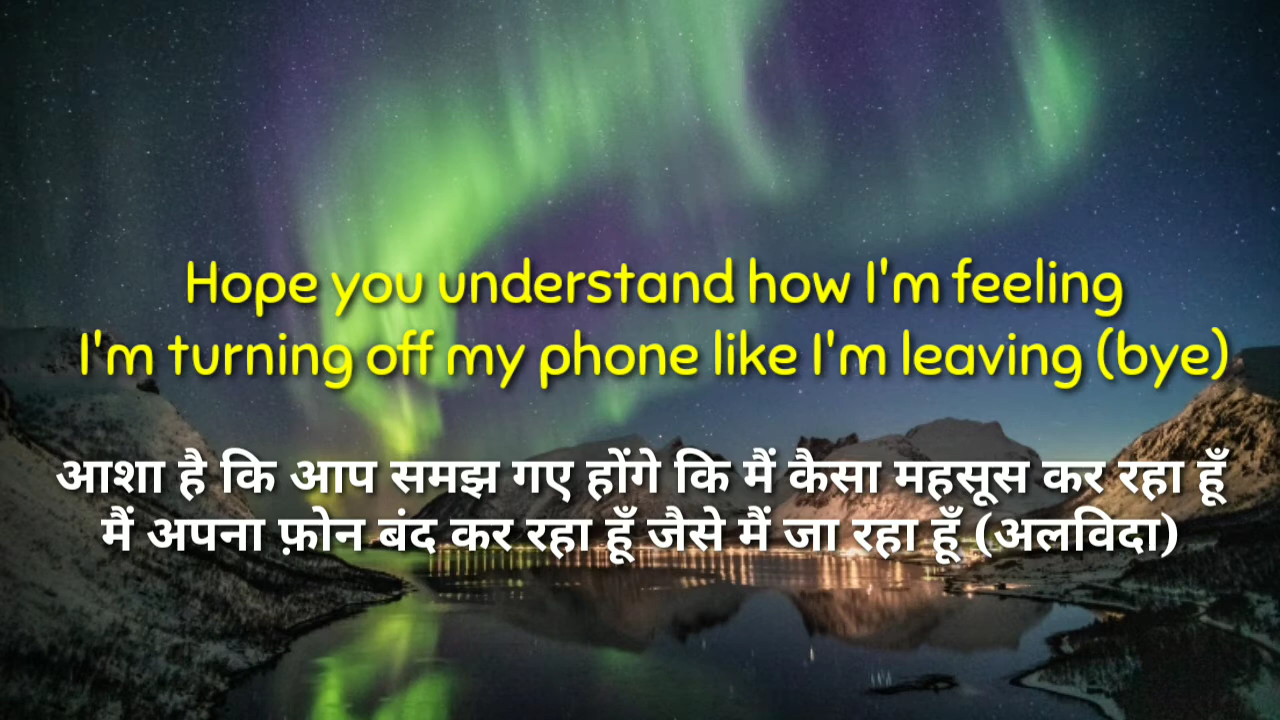 Hope you understand how I'm feeling
I'm turning off my phone like I'm leaving (bye)
आशा है कि आप समझ गए होंगे कि मैं कैसा महसूस कर रहा हूँ
मैं अपना फ़ोन बंद कर रहा हूँ जैसे मैं जा रहा हूँ (अलविदा)